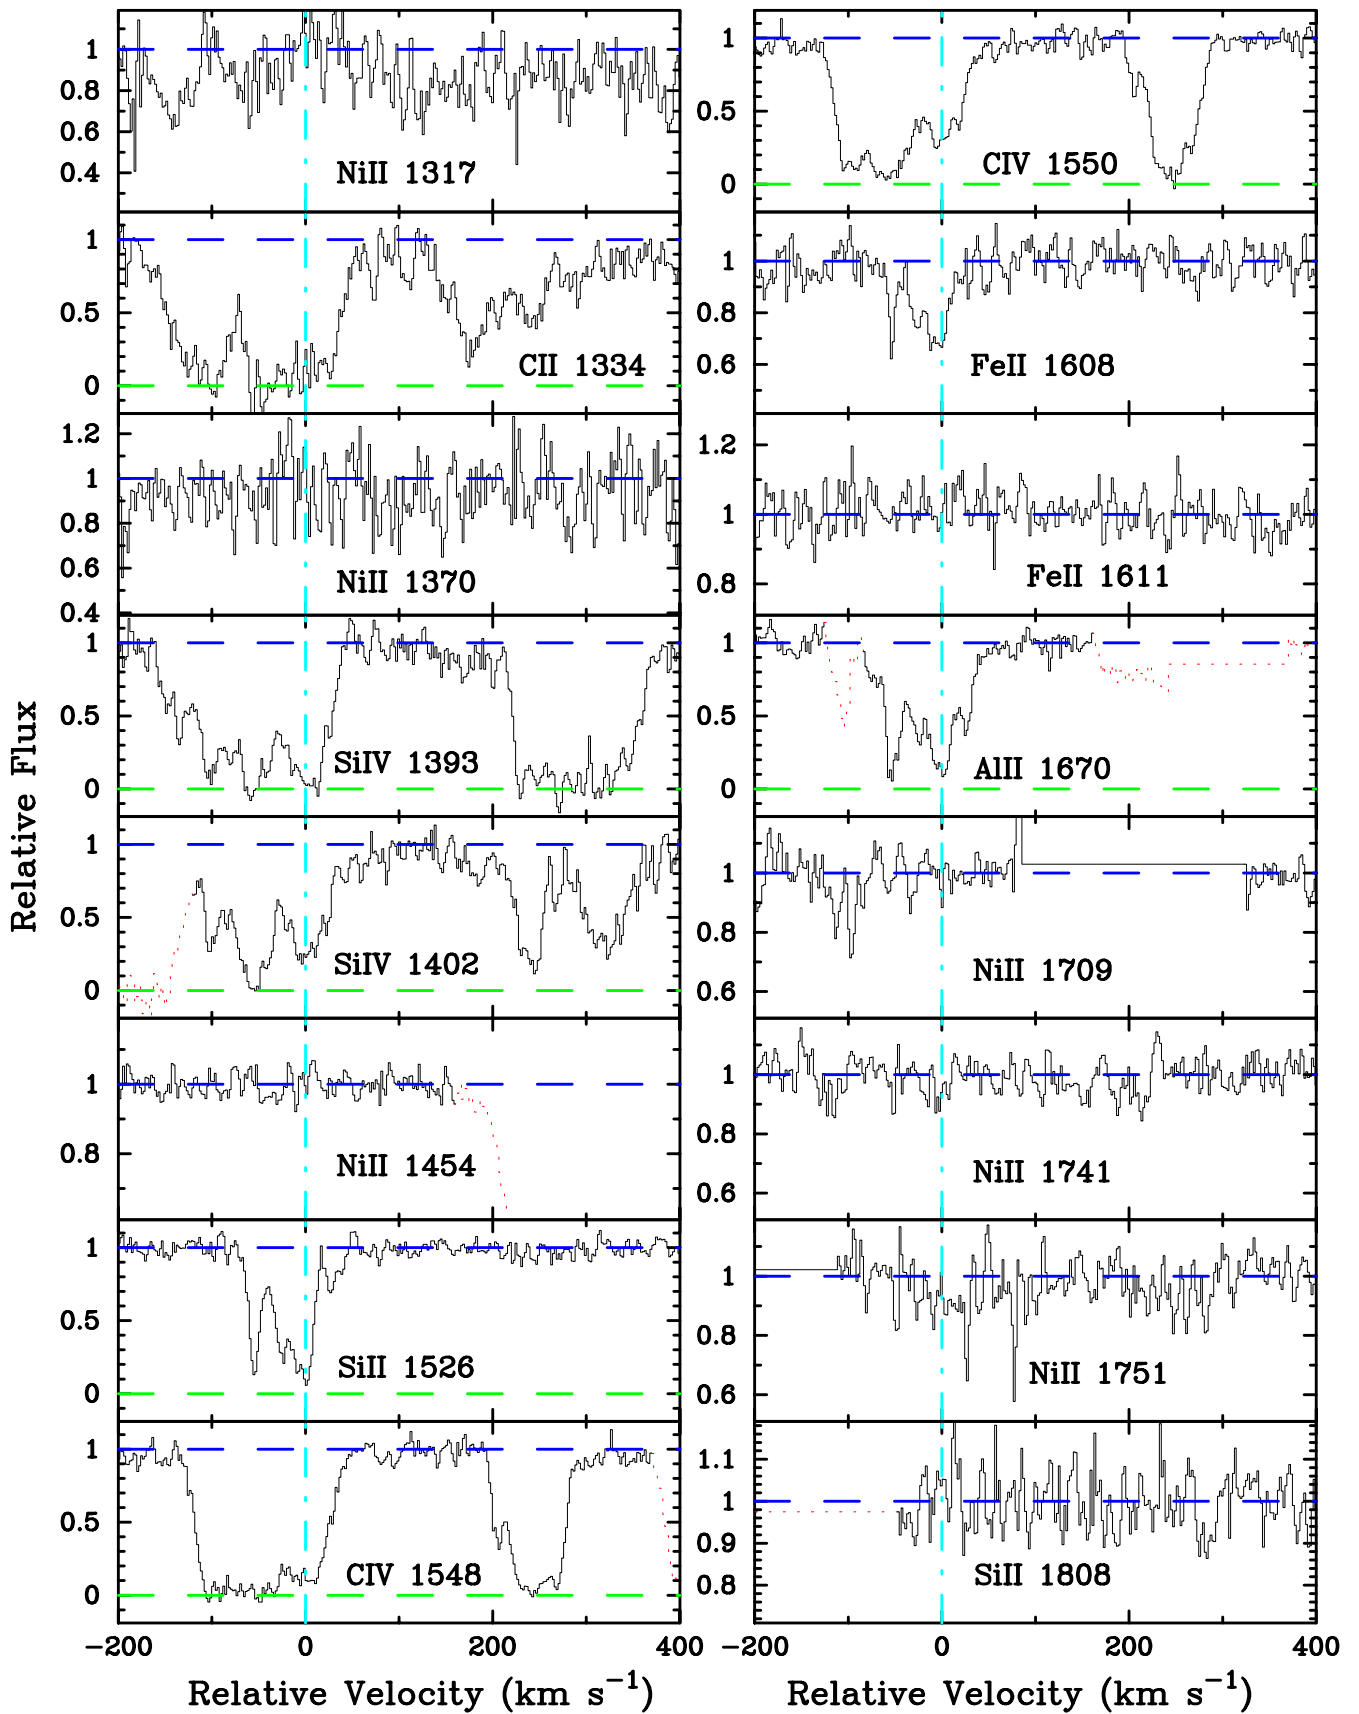 Relative Flux
1
0.8
0.6
0.4
NiII 1317
1
0.5
0
CII 1334
1.2
1
0.8
0.6
0.4
NiII 1370
1
0.5
0
SiIV 1393
1
0.5
0
SiIV 1402
1
0.8
NiII 1454
1
0.5
0
SiII 1526
1
0.5
0
CIV 1548
-200 0 200 400
Relative Velocity (km s⁻¹)
1
0.5
0
CIV 1550
1
0.8
0.6
FeII 1608
1.2
1
0.8
FeII 1611
1
0.5
0
AlII 1670
1
0.8
0.6
NiII 1709
1
0.8
0.6
NiII 1741
1
0.8
0.6
NiII 1751
1.1
1
0.9
0.8
SiII 1808
-200 0 200 400
Relative Velocity (km s⁻¹)